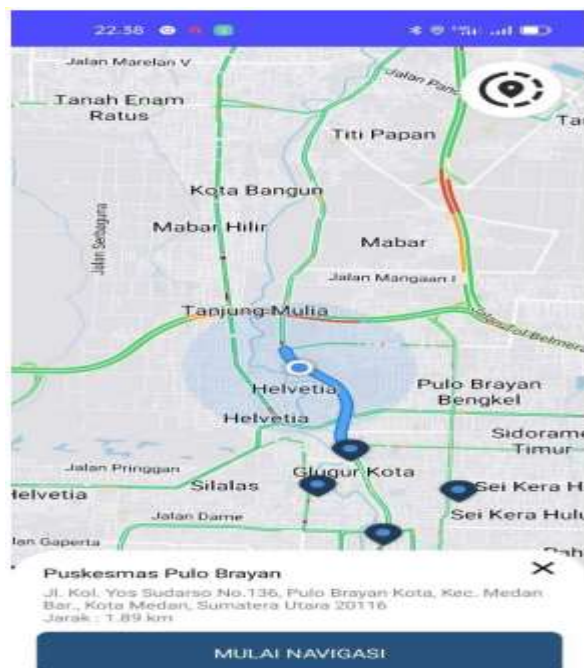 22.58
Jalan Marelan V
Tanah Enam
Ratus
Titi Papan
Kota Bangun
Mabar Hilir
Mabar
Jalan Serbaguna
Jalan Mangaan I
Tanjung Mulia
Helvetia
Pulo Brayan
Bengkel
Helvetia
Sidorame
Timur
Jalan Pringgan
Glugur Kota
Helvetia
Silalas
Sei Kera H
Jalan Dame
Sei Kera Hulu
lan Gaperta
Puskesmas Pulo Brayan
Jl. Kol. Yos Sudarso No.136, Pulo Brayan Kota, Kec. Medan
Bar., Kota Medan, Sumatera Utara 20116
Jarak : 1.89 km
MULAI NAVIGASI